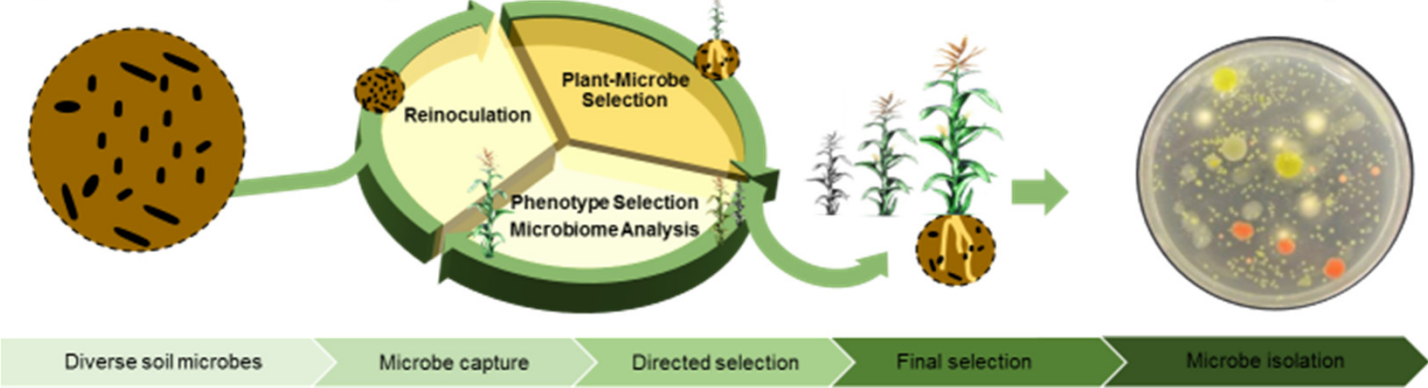 Plant-Microbe
Selection
Reinoculation
Phenotype Selection
Microbiome Analysis
Diverse soil microbes
Microbe capture
Directed selection
Final selection
Microbe isolation